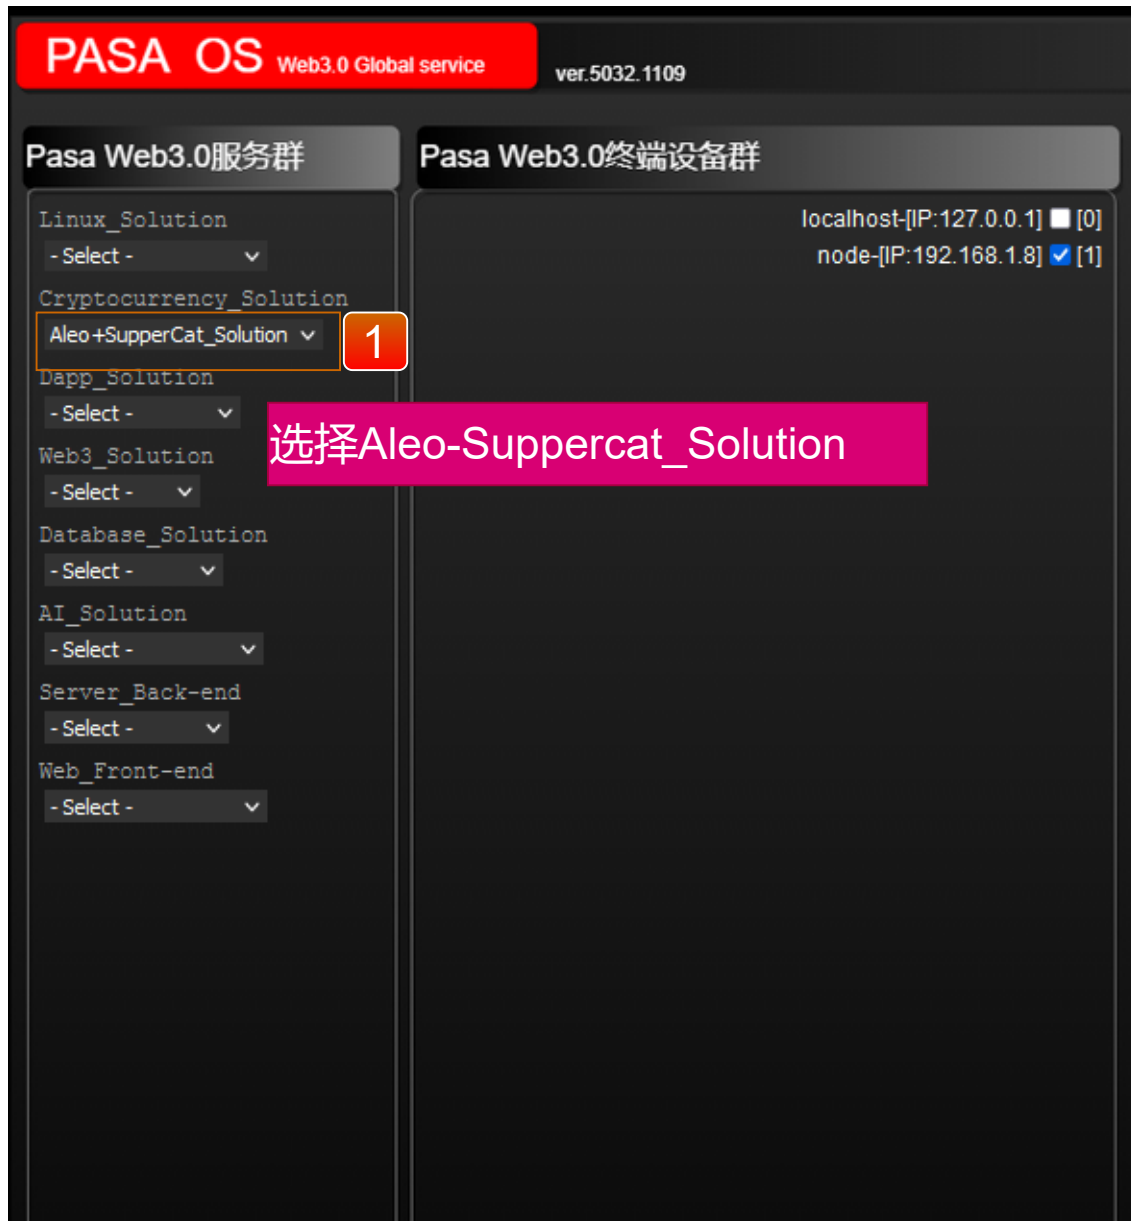 PASA OS Web3.0 Global service
ver.5032.1109
Pasa Web3.0服务群
Linux_Solution
- Select -
Cryptocurrency_Solution
Aleo+SupperCat_Solution
1
Dapp_Solution
- Select -
Web3_Solution
- Select -
Database_Solution
- Select -
AI_Solution
- Select -
Server_Back-end
- Select -
Web_Front-end
- Select -
Pasa Web3.0终端设备群
localhost-[IP:127.0.0.1] [0]
node-[IP:192.168.1.8] [1]
选择Aleo-Suppercat_Solution